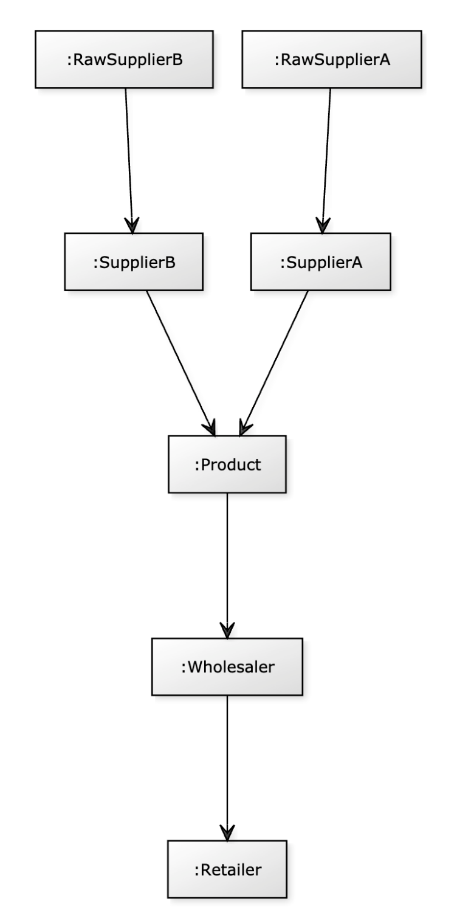 :RawSupplierB
:RawSupplierA
:SupplierB
:SupplierA
:Product
:Wholesaler
:Retailer